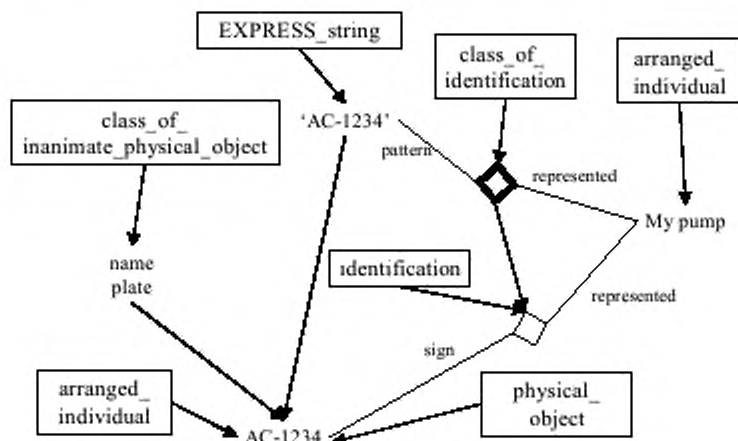 EXPRESS_string
class_of_
identification
arranged_
individual
class_of_
inanimate_physical_object
‘AC-1234’
pattern
represented
My pump
name
plate
identification
represented
sign
arranged_
individual
physical_
object
AC-1234